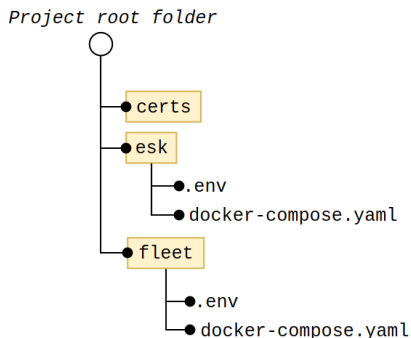 Project root folder
certs
esk
.env
docker-compose.yaml
fleet
.env
docker-compose.yaml